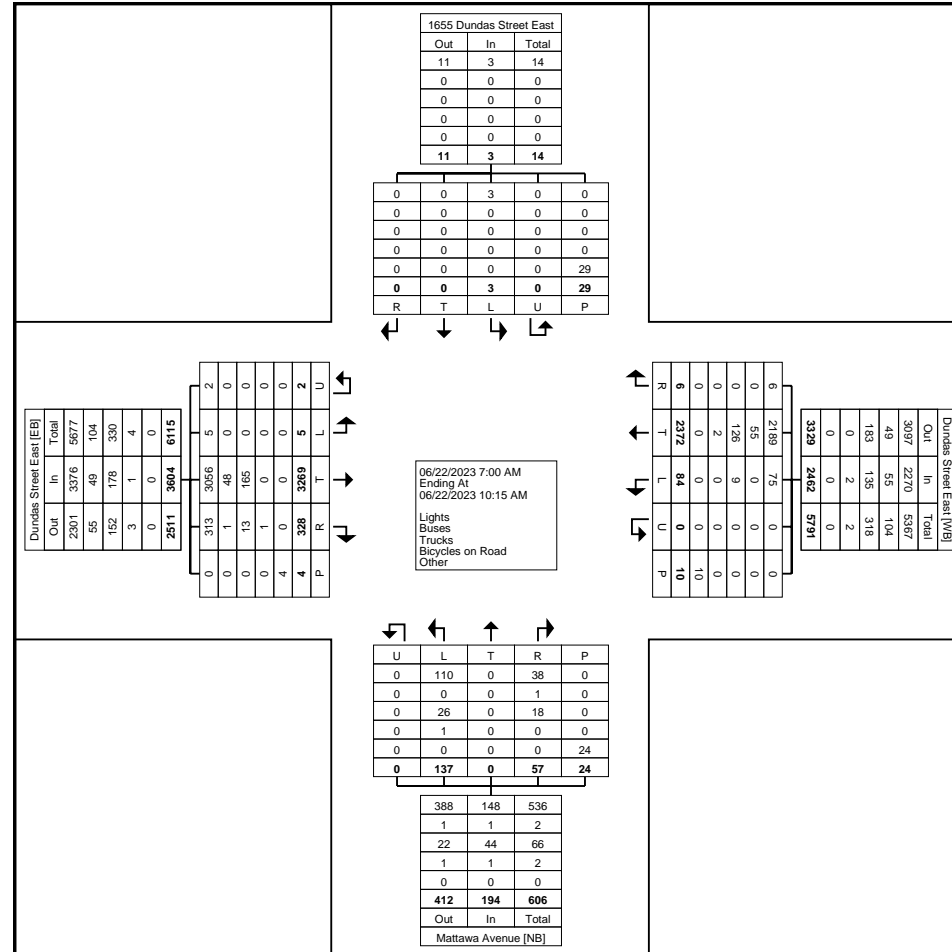 1655 Dundas Street East
Out In Total
11 3 14
0 0 0
0 0 0
0 0 0
0 0 0
11 3 14
0 0 3 0 0
0 0 0 0 0
0 0 0 0 0
0 0 0 0 0
0 0 0 0 29
0 0 3 0 29
R T L U P
Dundas Street East [EB]
Out In Total
2301 3376 5677
55 49 104
152 178 330
3 1 4
0 0 0
2511 3604 6115
0 313 3056 5 2
0 1 48 0 0
0 13 165 0 0
0 1 0 0 0
4 0 0 0 0
4 328 3269 5 2
P R T L U
06/22/2023 7:00 AM
Ending At
06/22/2023 10:15 AM
Lights
Buses
Trucks
Bicycles on Road
Other
Dundas Street East [WB]
Out In Total
3097 2270 5367
49 55 104
183 135 318
0 2 2
0 0 0
3329 2462 5791
6 2189 75 0 0
0 55 0 0 0
0 126 9 0 0
0 2 0 0 0
0 0 0 0 10
6 2372 84 0 10
R T L U P
U L T R P
0 110 0 38 0
0 0 0 1 0
0 26 0 18 0
0 1 0 0 0
0 0 0 0 24
0 137 0 57 24
388 148 536
1 1 2
22 44 66
1 1 2
0 0 0
412 194 606
Out In Total
Mattawa Avenue [NB]